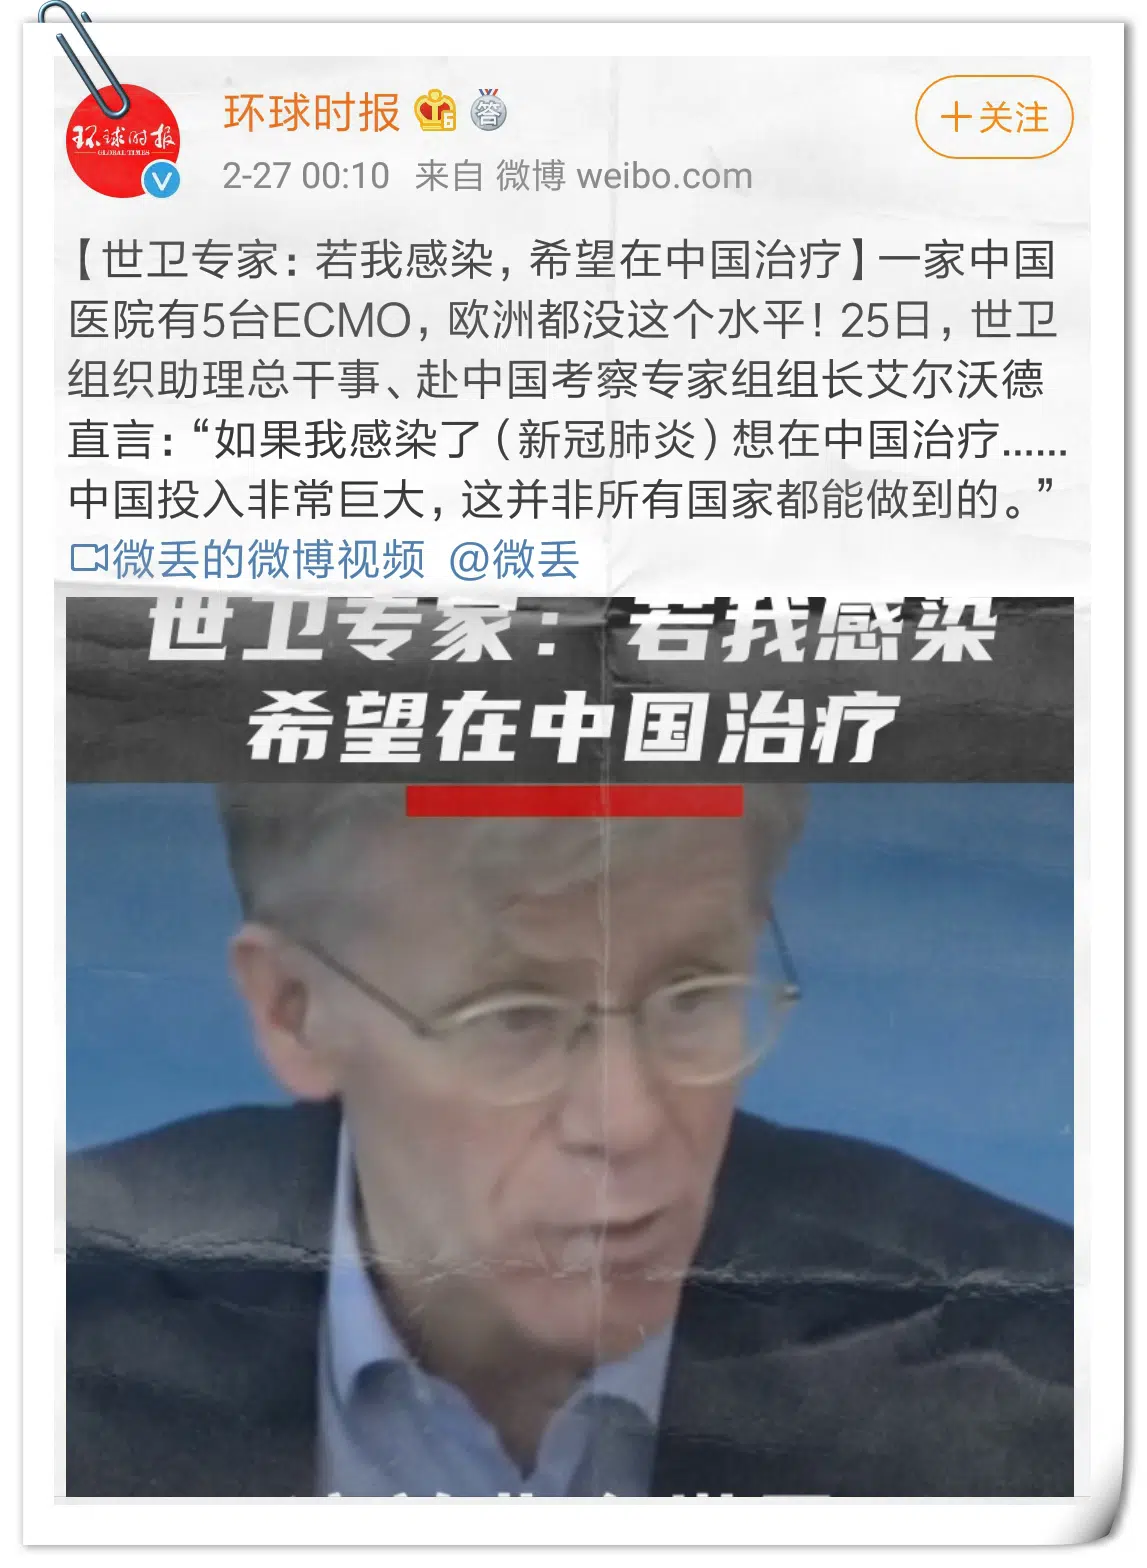 环球时报
答
+关注
环球时报
GLOBAL TIMES
V
2-27 00:10 来自 微博 weibo.com
【世卫专家：若我感染，希望在中国治疗】一家中国
医院有5台ECMO，欧洲都没这个水平！25日，世卫
组织助理总干事、赴中国考察专家组组长艾尔沃德
直言：“如果我感染了（新冠肺炎）想在中国治疗......
中国投入非常巨大，这并非所有国家都能做到的。”
微丢的微博视频 @微丢
世卫专家：若我感染
希望在中国治疗